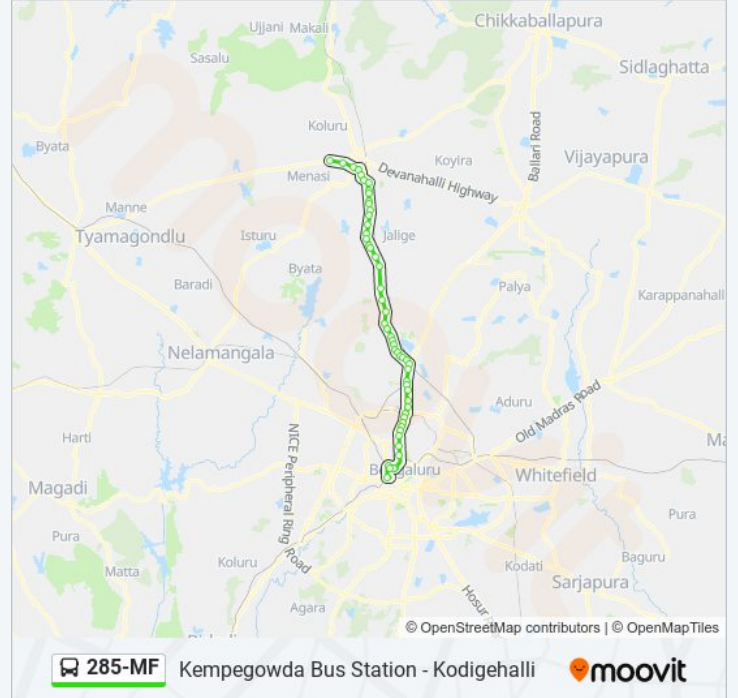 Ujjani Makali
Chikkaballapura
Sasalu
Sidlaghatta
Koluru
Byata
Koyira
Ballari Road
Vijayapura
Menasi
Devanahalli Highway
Manne
Tyamagondlu
Isturu
Jalige
Byata
Baradi
Palya
Karappanahall
Nelamangala
Aduru
Old Madras Road
Harti
NICE Peripheral Ring Road
Ma
Bengaluru
Whitefield
Magadi
Pura
Pura
Matta
Koluru
Kodati
Baguru
Sarjapura
Agara
Hosur
© OpenStreetMap contributors | © OpenMapTiles
285-MF Kempegowda Bus Station - Kodigehalli moovit